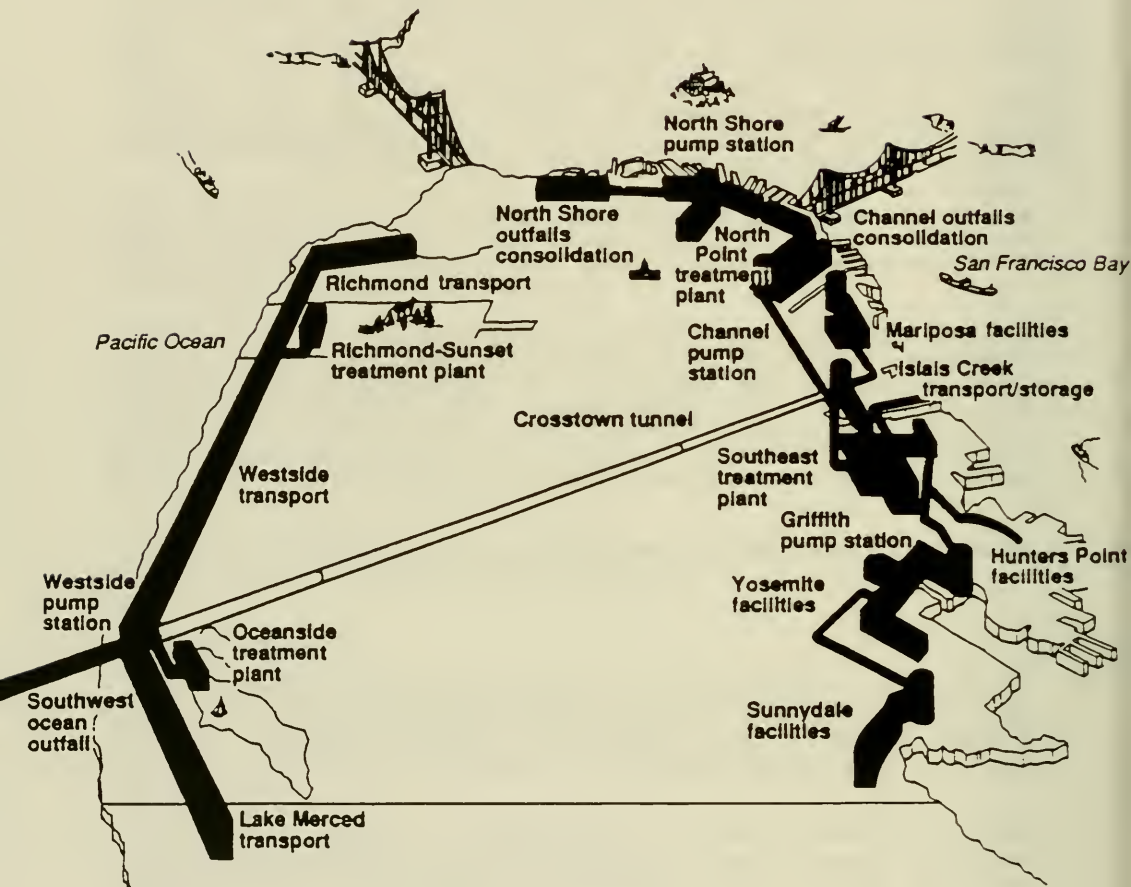 North Shore
pump station
North Shore
outfalls
consolidation
North
Point
treatment
plant
Channel outfalls
consolidation
San Francisco Bay
Richmond transport
Pacific Ocean
Richmond-Sunset
treatment plant
Channel
pump
station
Mariposa facilities
Islais Creek
transport/storage
Crosstown tunnel
Westside
transport
Southeast
treatment
plant
Griffith
pump station
Hunters Point
facilities
Yosemite
facilities
Westside
pump
station
Oceanside
treatment
plant
Southwest
ocean
outfall
Sunnydale
facilities
Lake Merced
transport